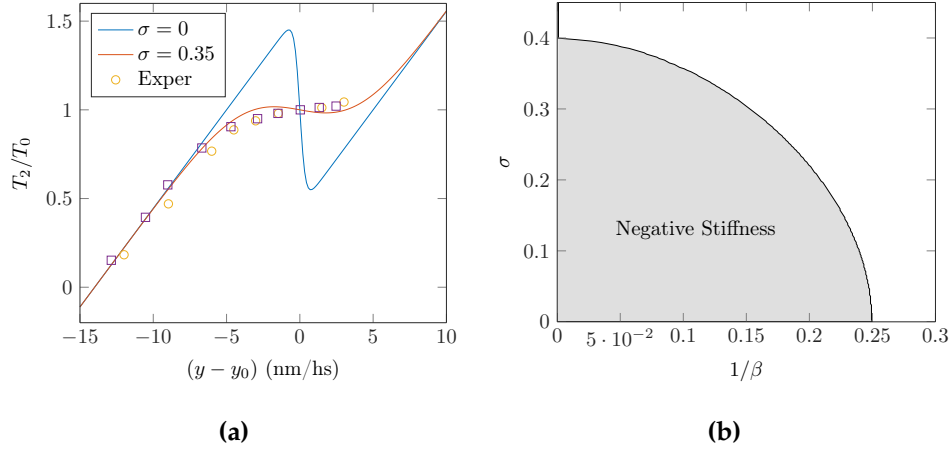 σ = 0
σ = 0.35
Exper
1.5
1
0.5
0
T₂/T₀
−15 −10 −5 0 5 10
(y − y₀) (nm/hs)
(a)
0.4
0.3
0.2
0.1
0
σ
Negative Stiffness
0 5 · 10⁻² 0.1 0.15 0.2 0.25 0.3
1/β
(b)